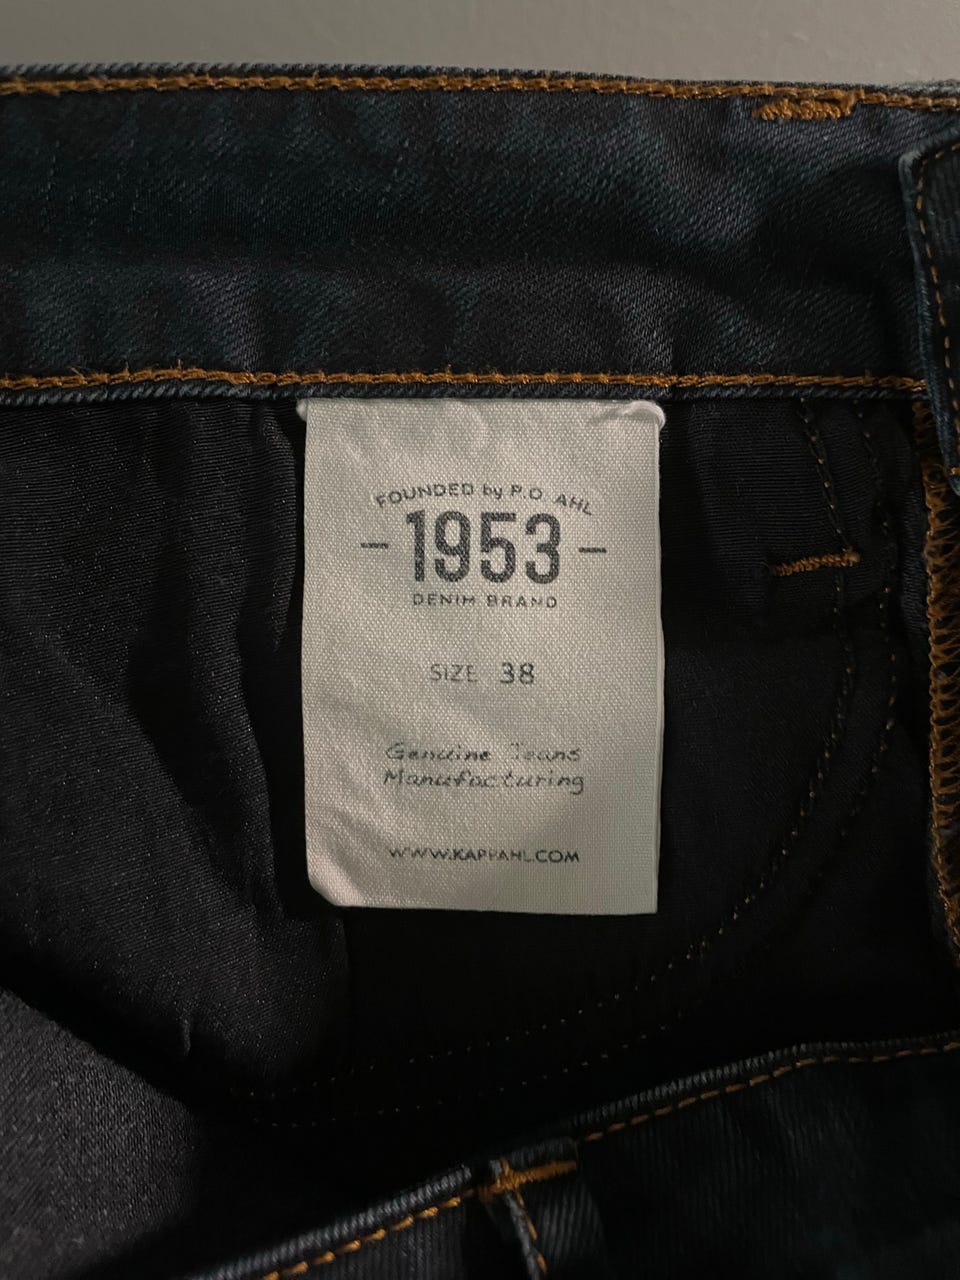 FOUNDED by P.O. AHL
- 1953 -
DENIM BRAND
SIZE 38
Genuine Jeans
Manufacturing
WWW.KAPPAHL.COM